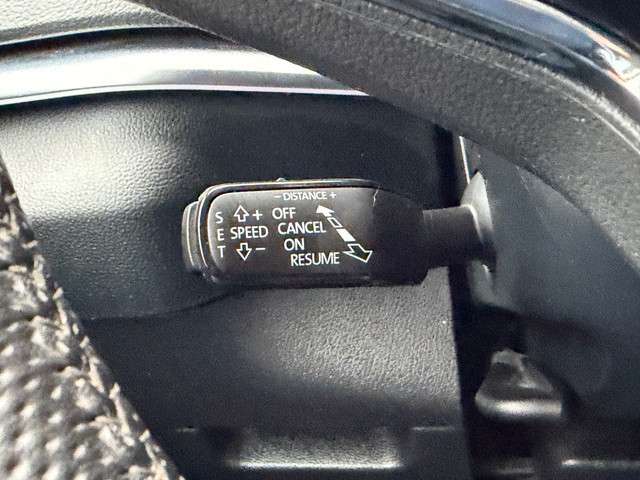 − DISTANCE +
S + OFF
E SPEED CANCEL
T − ON
RESUME